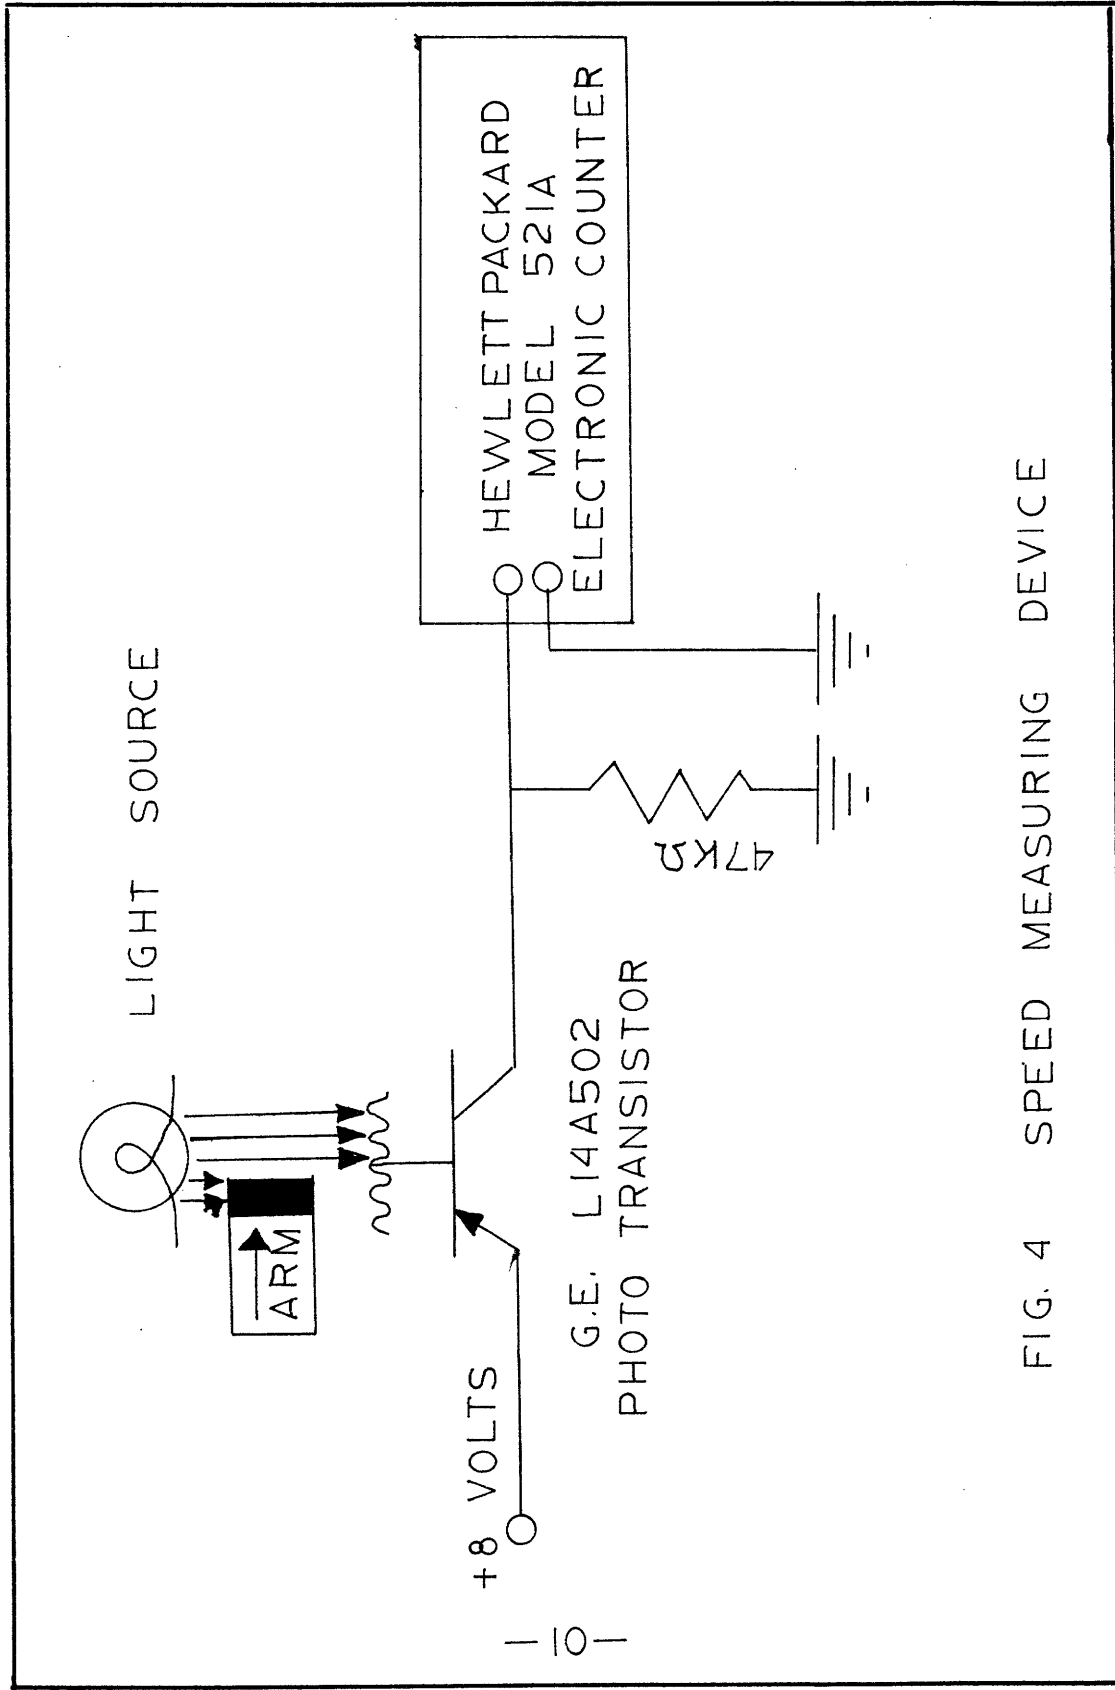 LIGHT SOURCE
ARM
HEWLETT PACKARD
MODEL 521A
ELECTRONIC COUNTER
+8 VOLTS
G.E. L14A502
PHOTO TRANSISTOR
47KΩ
FIG. 4 SPEED MEASURING DEVICE
-10-